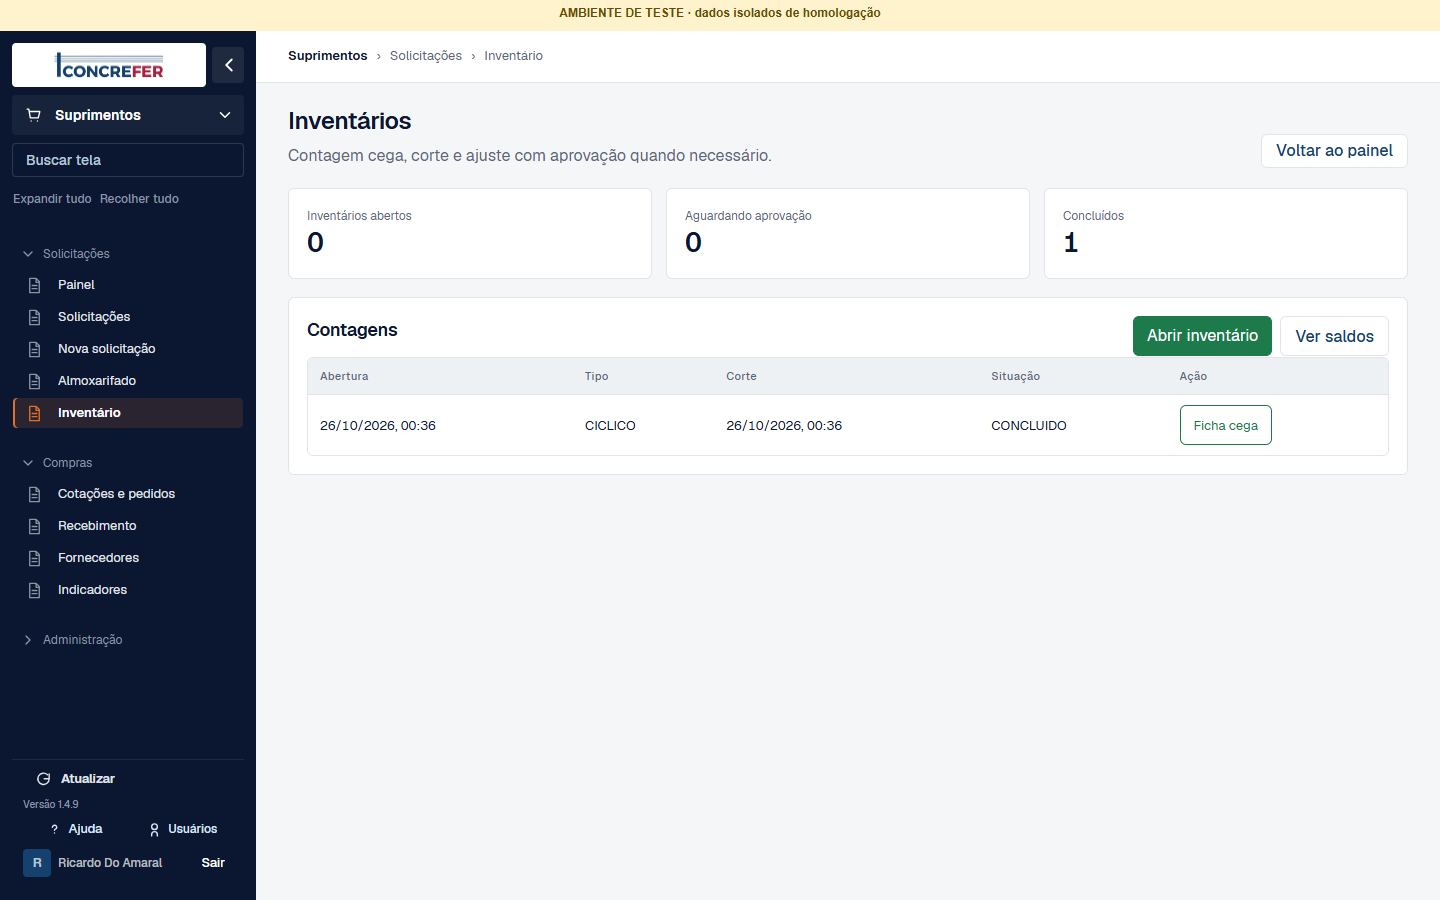 AMBIENTE DE TESTE · dados isolados de homologação
CONCREFER
Suprimentos
Buscar tela
Expandir tudo Recolher tudo
Solicitações
Painel
Solicitações
Nova solicitação
Almoxarifado
Inventário
Compras
Cotações e pedidos
Recebimento
Fornecedores
Indicadores
Administração
Atualizar
Versão 1.4.9
? Ajuda Usuários
R Ricardo Do Amaral Sair
Suprimentos › Solicitações › Inventário
Inventários
Contagem cega, corte e ajuste com aprovação quando necessário.
Voltar ao painel
Inventários abertos
0
Aguardando aprovação
0
Concluídos
1
Contagens
Abrir inventário Ver saldos
Abertura Tipo Corte Situação Ação
26/10/2026, 00:36 CICLICO 26/10/2026, 00:36 CONCLUIDO Ficha cega